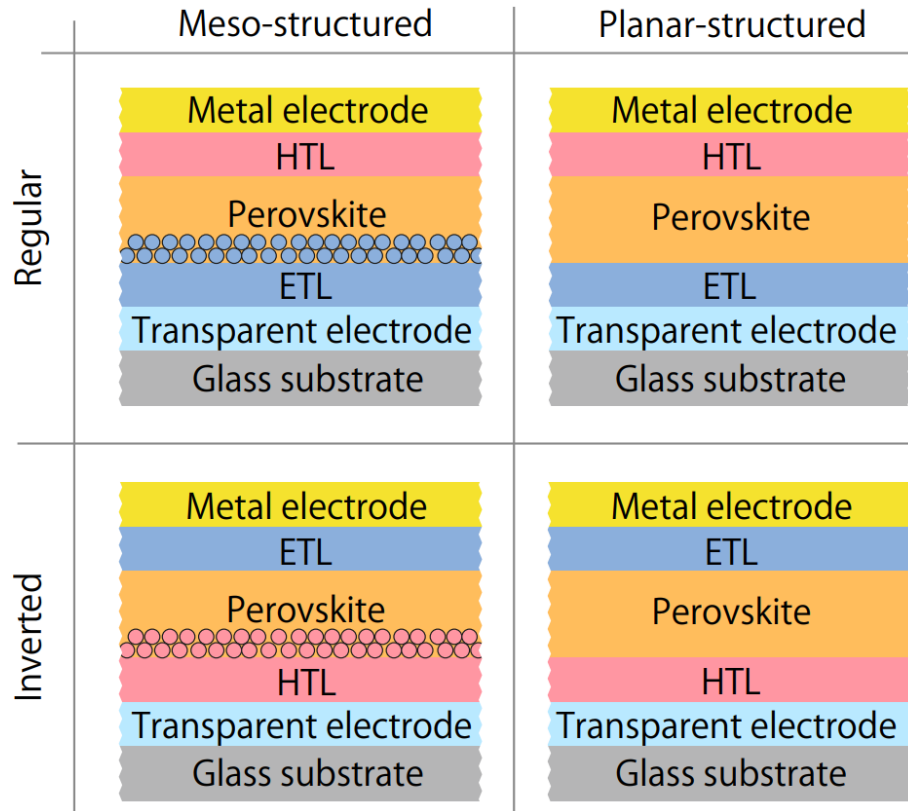 Meso-structured
Planar-structured
Regular
Metal electrode
HTL
Perovskite
ETL
Transparent electrode
Glass substrate
Metal electrode
HTL
Perovskite
ETL
Transparent electrode
Glass substrate
Inverted
Metal electrode
ETL
Perovskite
HTL
Transparent electrode
Glass substrate
Metal electrode
ETL
Perovskite
HTL
Transparent electrode
Glass substrate